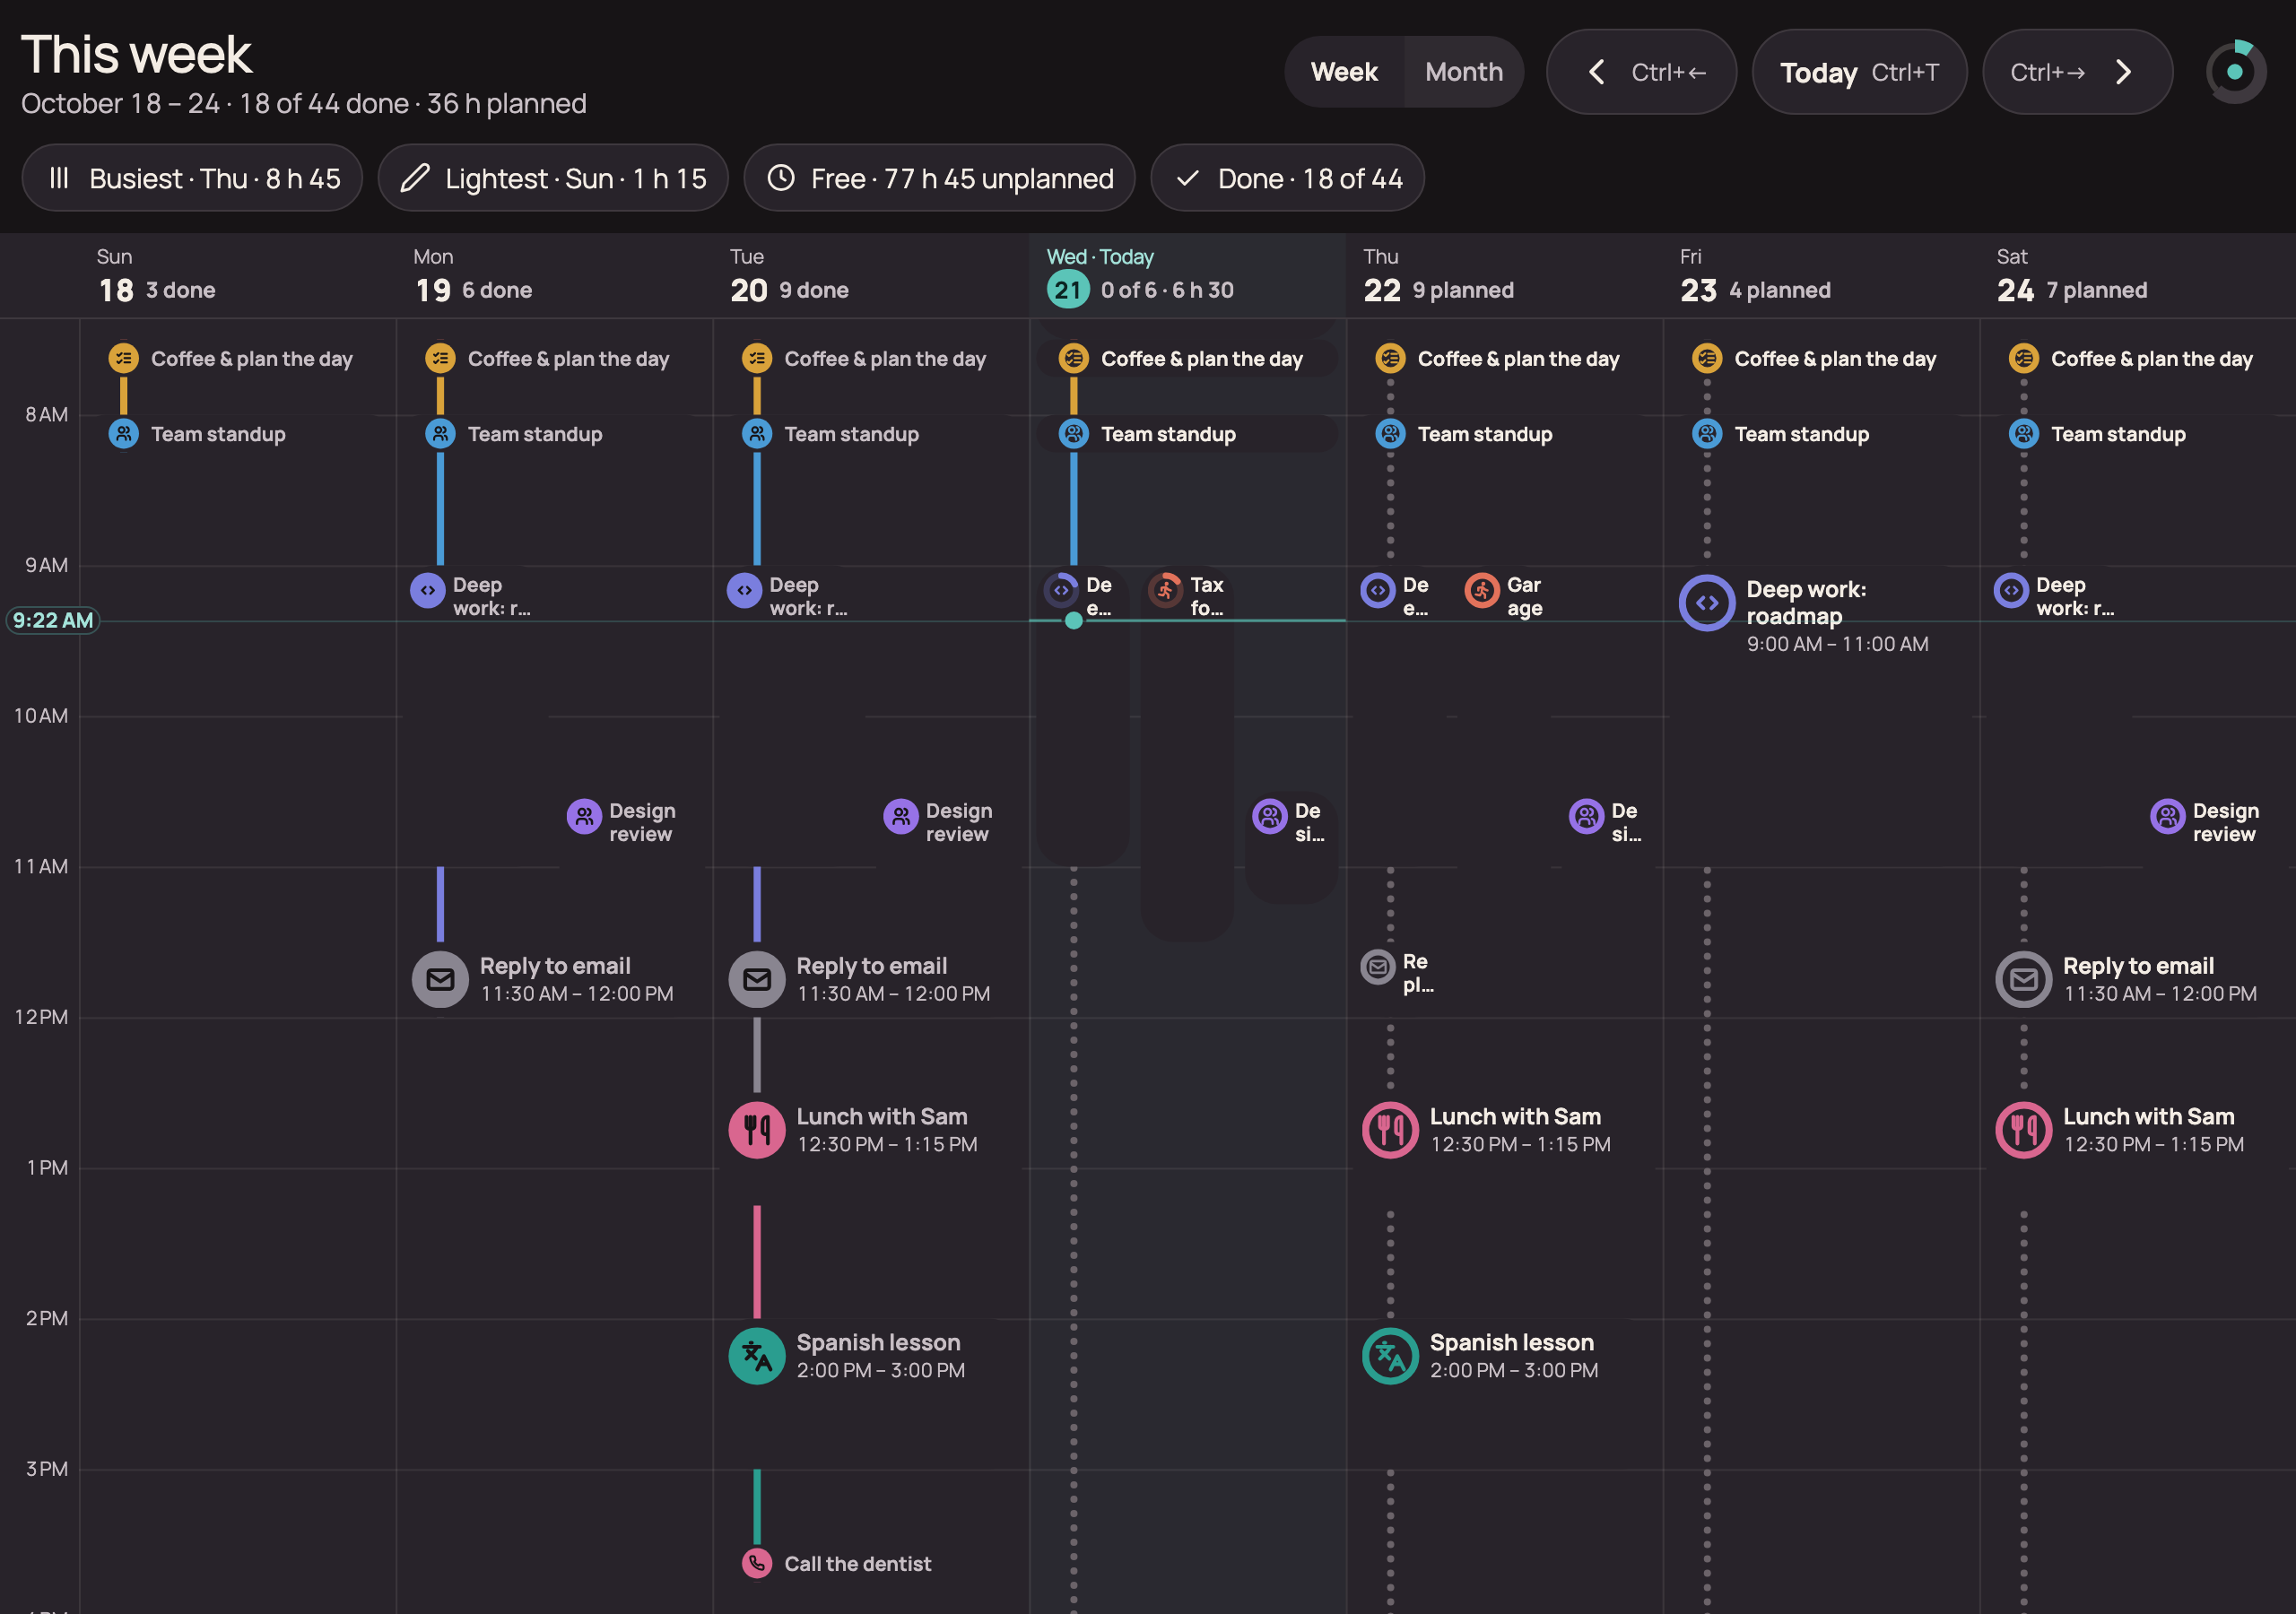 This week
October 18 – 24 · 18 of 44 done · 36 h planned
Week
Month
Ctrl+←
Today Ctrl+T
Ctrl+→
Busiest · Thu · 8 h 45
Lightest · Sun · 1 h 15
Free · 77 h 45 unplanned
Done · 18 of 44
Sun
18 3 done
Mon
19 6 done
Tue
20 9 done
Wed · Today
21 0 of 6 · 6 h 30
Thu
22 9 planned
Fri
23 4 planned
Sat
24 7 planned
Coffee & plan the day
Coffee & plan the day
Coffee & plan the day
Coffee & plan the day
Coffee & plan the day
Coffee & plan the day
Coffee & plan the day
8 AM
Team standup
Team standup
Team standup
Team standup
Team standup
Team standup
Team standup
9 AM
Deep
work: r...
Deep
work: r...
De
e...
Tax
fo...
De
e...
Gar
age
Deep work:
roadmap
9:00 AM – 11:00 AM
Deep
work: r...
9:22 AM
10 AM
Design
review
Design
review
De
si...
De
si...
Design
review
11 AM
Reply to email
11:30 AM – 12:00 PM
Reply to email
11:30 AM – 12:00 PM
Re
pl...
Reply to email
11:30 AM – 12:00 PM
12 PM
Lunch with Sam
12:30 PM – 1:15 PM
Lunch with Sam
12:30 PM – 1:15 PM
Lunch with Sam
12:30 PM – 1:15 PM
1 PM
2 PM
Spanish lesson
2:00 PM – 3:00 PM
Spanish lesson
2:00 PM – 3:00 PM
3 PM
Call the dentist